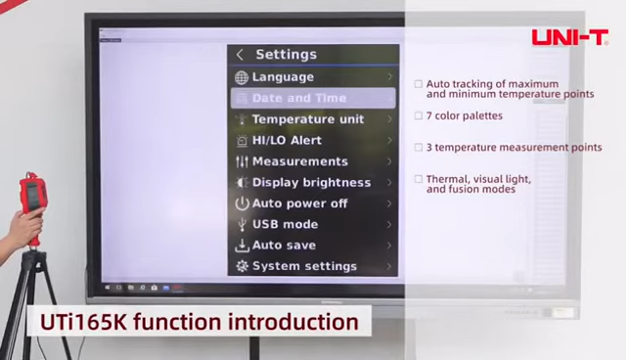 UNI-T
Settings
Language
Date and Time
Temperature unit
HI/LO Alert
Measurements
Display brightness
Auto power off
USB mode
Auto save
System settings
Auto tracking of maximum
and minimum temperature points
7 color palettes
3 temperature measurement points
Thermal, visual light,
and fusion modes
UTi165K function introduction